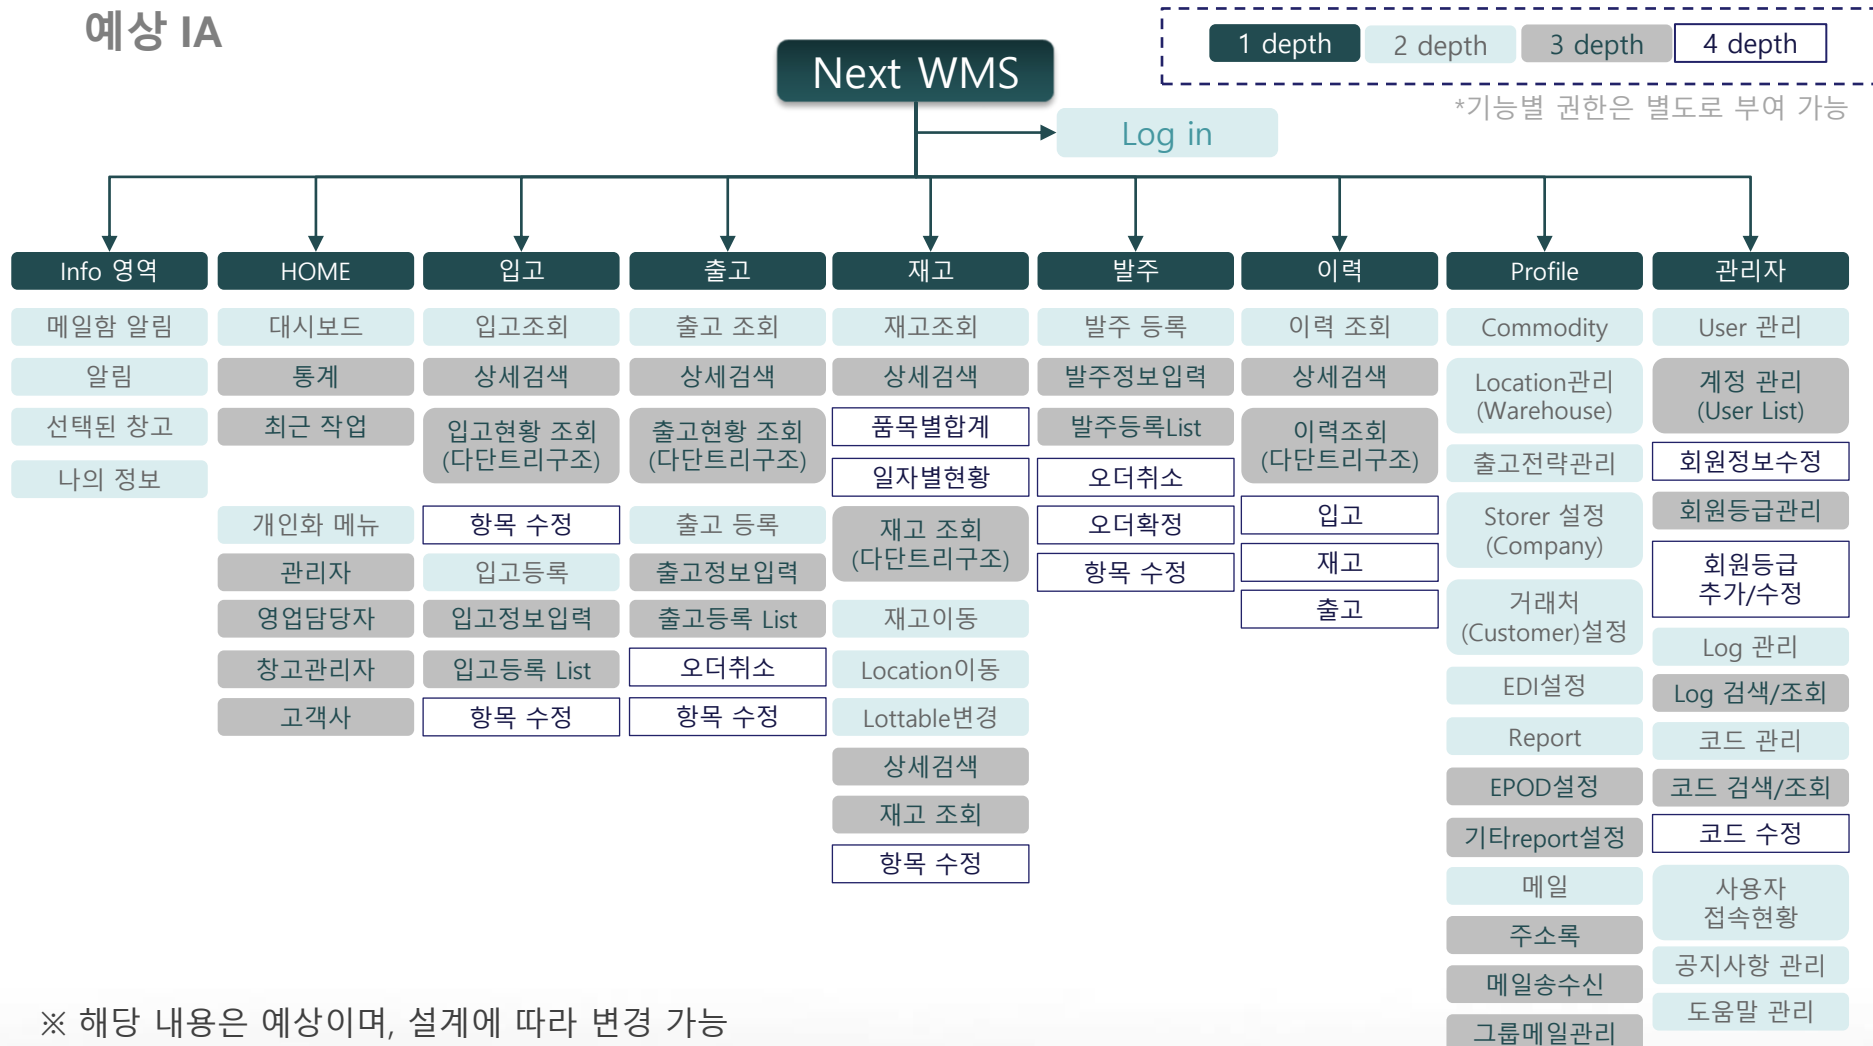 예상 IA
1 depth
2 depth
3 depth
4 depth
Next WMS
*기능별 권한은 별도로 부여 가능
Log in
Info 영역
메일함 알림
알림
선택된 창고
나의 정보
HOME
대시보드
통계
최근 작업
개인화 메뉴
관리자
영업담당자
창고관리자
고객사
입고
입고조회
상세검색
입고현황 조회
(다단트리구조)
항목 수정
입고등록
입고정보입력
입고등록 List
항목 수정
출고
출고 조회
상세검색
출고현황 조회
(다단트리구조)
출고 등록
출고정보입력
출고등록 List
오더취소
항목 수정
재고
재고조회
상세검색
품목별합계
일자별현황
재고 조회
(다단트리구조)
재고이동
Location이동
Lottable변경
상세검색
재고 조회
항목 수정
발주
발주 등록
발주정보입력
발주등록List
오더취소
오더확정
항목 수정
이력
이력 조회
상세검색
이력조회
(다단트리구조)
입고
재고
출고
Profile
Commodity
Location관리
(Warehouse)
출고전략관리
Storer 설정
(Company)
거래처
(Customer)설정
EDI설정
Report
EPOD설정
기타report설정
메일
주소록
메일송수신
그룹메일관리
관리자
User 관리
계정 관리
(User List)
회원정보수정
회원등급관리
회원등급
추가/수정
Log 관리
Log 검색/조회
코드 관리
코드 검색/조회
코드 수정
사용자
접속현황
공지사항 관리
도움말 관리
※ 해당 내용은 예상이며, 설계에 따라 변경 가능